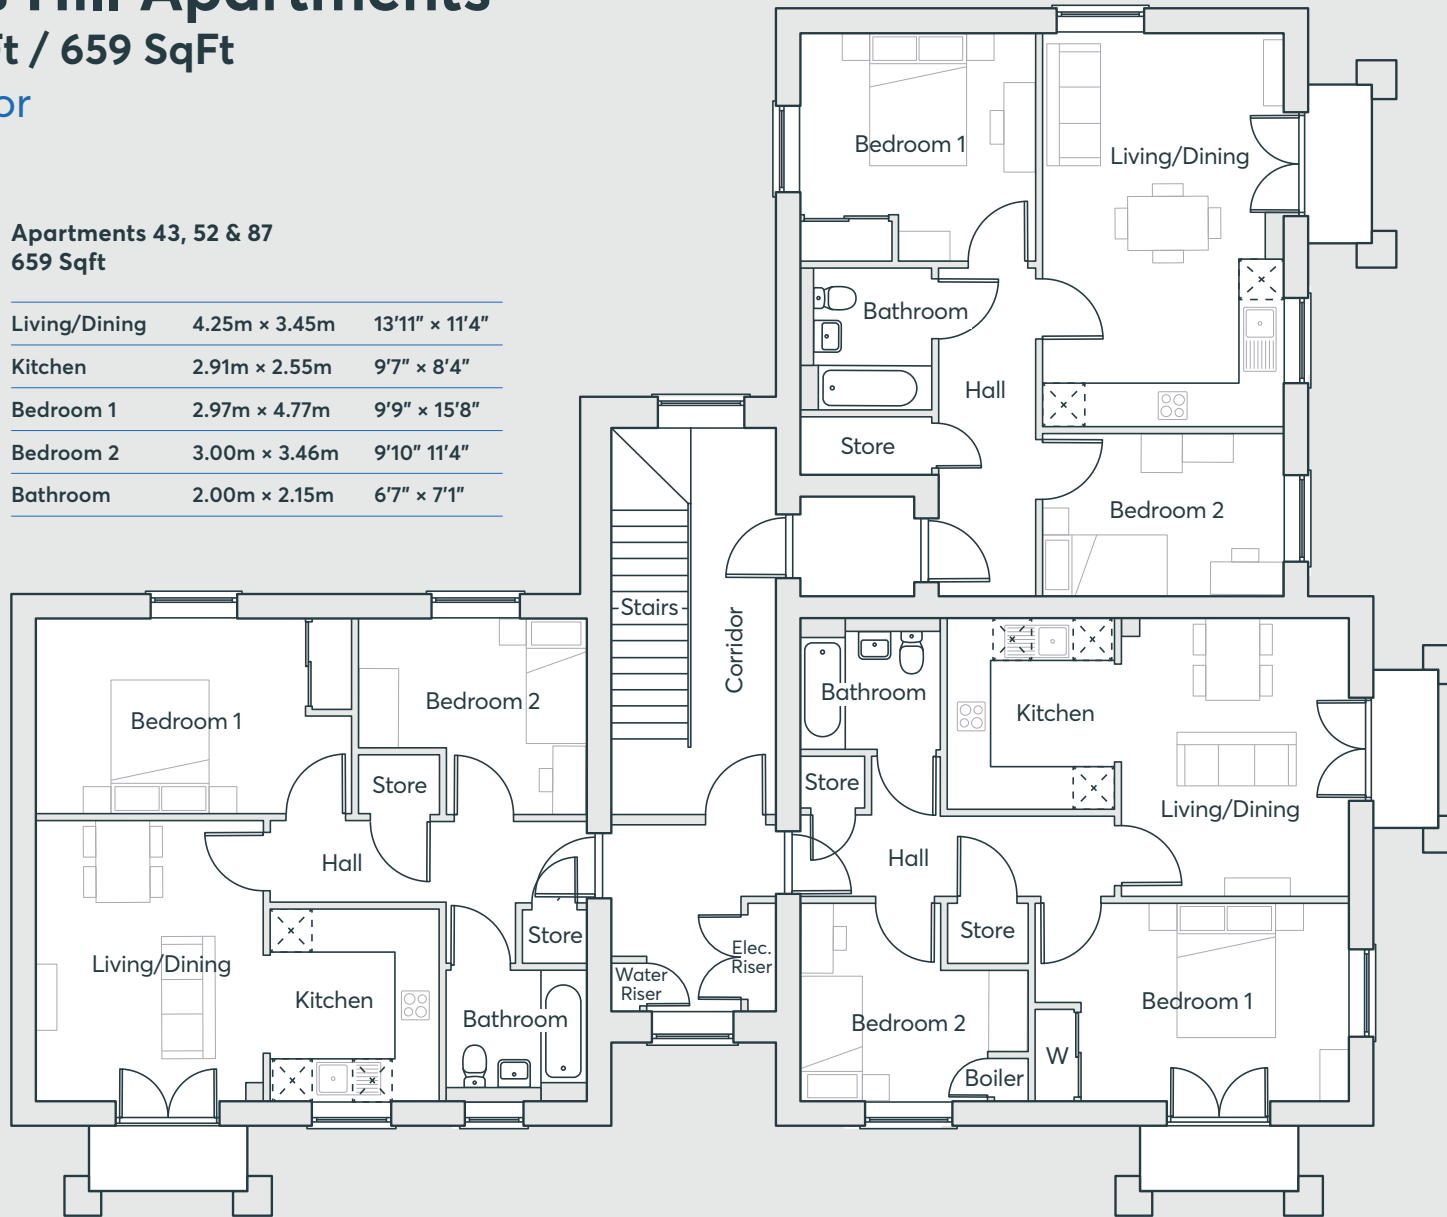 Hill Apartments
/ 659 SqFt
Apartments 43, 52 & 87
659 Sqft
Living/Dining 4.25m × 3.45m 13'11" × 11'4"
Kitchen 2.91m × 2.55m 9'7" × 8'4"
Bedroom 1 2.97m × 4.77m 9'9" × 15'8"
Bedroom 2 3.00m × 3.46m 9'10" 11'4"
Bathroom 2.00m × 2.15m 6'7" × 7'1"
Bedroom 1
Living/Dining
Bathroom
Hall
Store
Bedroom 2
Stairs
Corridor
Bedroom 1
Bedroom 2
Store
Hall
Living/Dining
Kitchen
Store
Bathroom
Water
Riser
Elec.
Riser
Bathroom
Kitchen
Store
Living/Dining
Hall
Store
Bedroom 2
Bedroom 1
W
Boiler